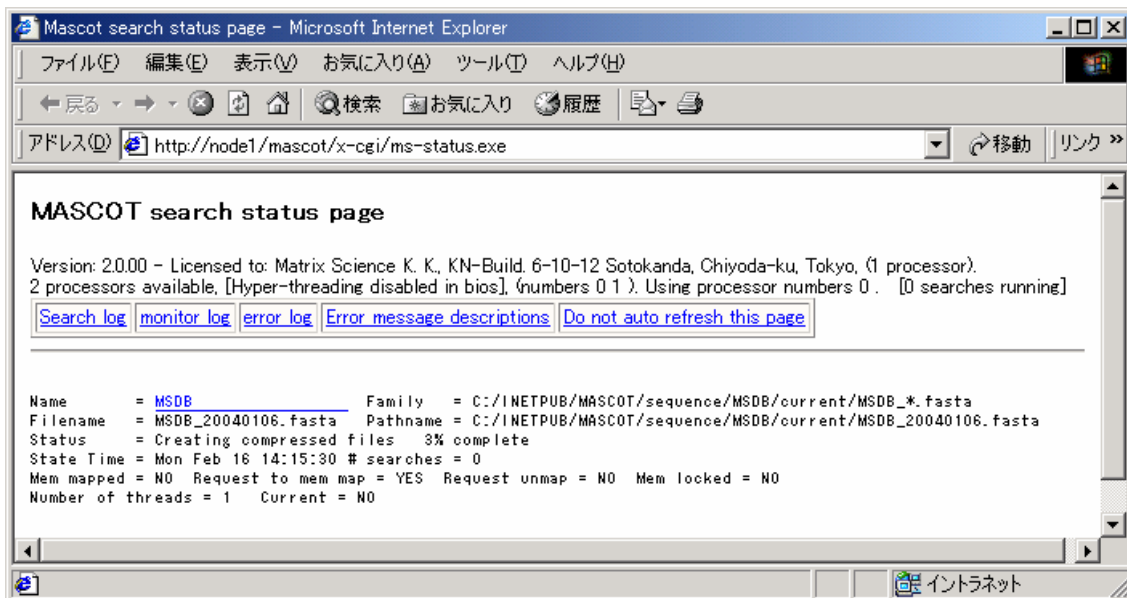 Mascot search status page - Microsoft Internet Explorer
ファイル(F) 編集(E) 表示(V) お気に入り(A) ツール(T) ヘルプ(H)
戻る 検索 お気に入り 履歴
アドレス(D) http://node1/mascot/x-cgi/ms-status.exe 移動 リンク »
MASCOT search status page
Version: 2.0.00 - Licensed to: Matrix Science K. K., KN-Build. 6-10-12 Sotokanda, Chiyoda-ku, Tokyo, (1 processor).
2 processors available, [Hyper-threading disabled in bios], (numbers 0 1 ). Using processor numbers 0 . [0 searches running]
Search log monitor log error log Error message descriptions Do not auto refresh this page
Name = MSDB Family = C:/INETPUB/MASCOT/sequence/MSDB/current/MSDB_*.fasta
Filename = MSDB_20040106.fasta Pathname = C:/INETPUB/MASCOT/sequence/MSDB/current/MSDB_20040106.fasta
Status = Creating compressed files 3% complete
State Time = Mon Feb 16 14:15:30 # searches = 0
Mem mapped = NO Request to mem map = YES Request unmap = NO Mem locked = NO
Number of threads = 1 Current = NO
イントラネット